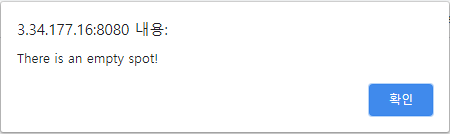 3.34.177.16:8080 내용:
There is an empty spot!
확인